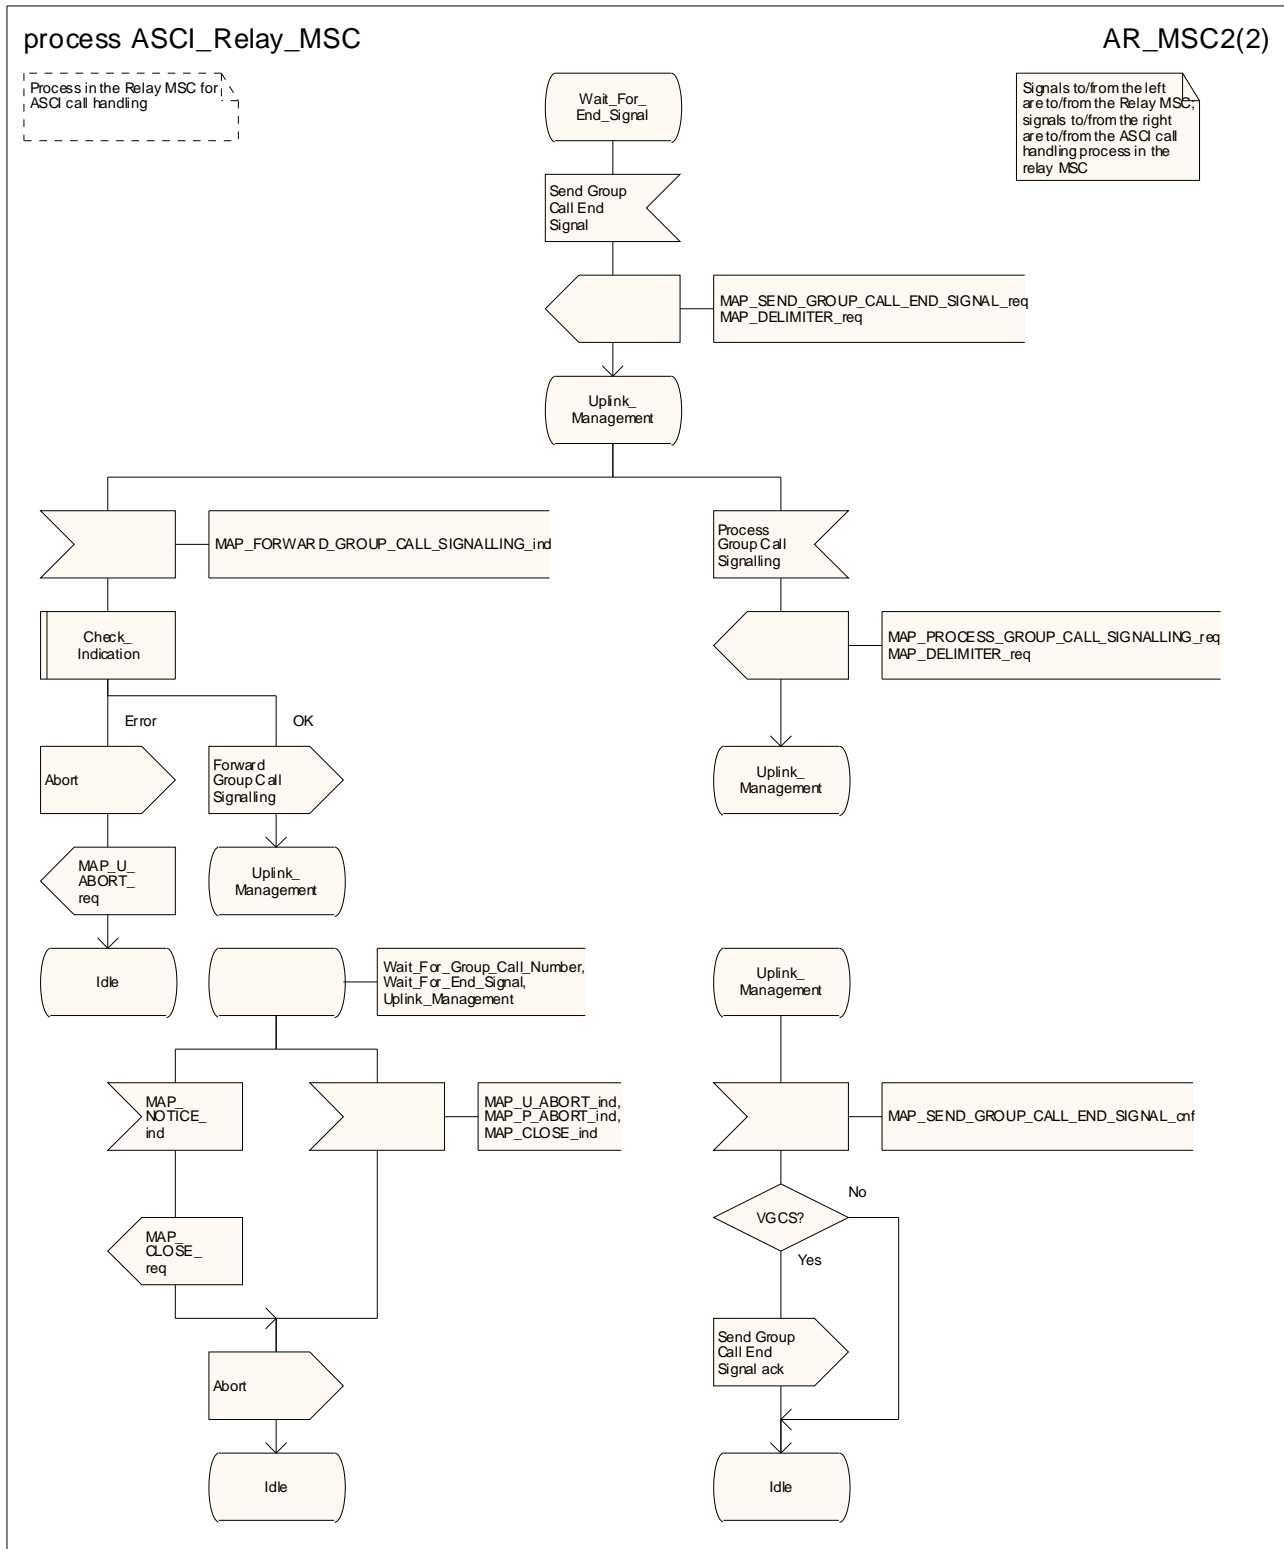 process ASCI_Relay_MSC
AR_MSC2(2)
Process in the Relay MSC for
ASCI call handling
Signals to/from the left
are to/from the Relay MSC;
signals to/from the right
are to/from the ASCI call
handling process in the
relay MSC
Wait_For_
End_Signal
Send Group
Call End
Signal
MAP_SEND_GROUP_CALL_END_SIGNAL_req
MAP_DELIMITER_req
Uplink_
Management
MAP_FORWARD_GROUP_CALL_SIGNALLING_ind
Process
Group Call
Signalling
Check_
Indication
MAP_PROCESS_GROUP_CALL_SIGNALLING_req
MAP_DELIMITER_req
Error
OK
Abort
Forward
Group Call
Signalling
Uplink_
Management
MAP_U_
ABORT_
req
Uplink_
Management
Idle
Wait_For_Group_Call_Number,
Wait_For_End_Signal,
Uplink_Management
Uplink_
Management
MAP_
NOTICE_
ind
MAP_U_ABORT_ind,
MAP_P_ABORT_ind,
MAP_CLOSE_ind
MAP_SEND_GROUP_CALL_END_SIGNAL_cnf
No
VGCS?
Yes
MAP_
CLOSE_
req
Send Group
Call End
Signal ack
Abort
Idle
Idle